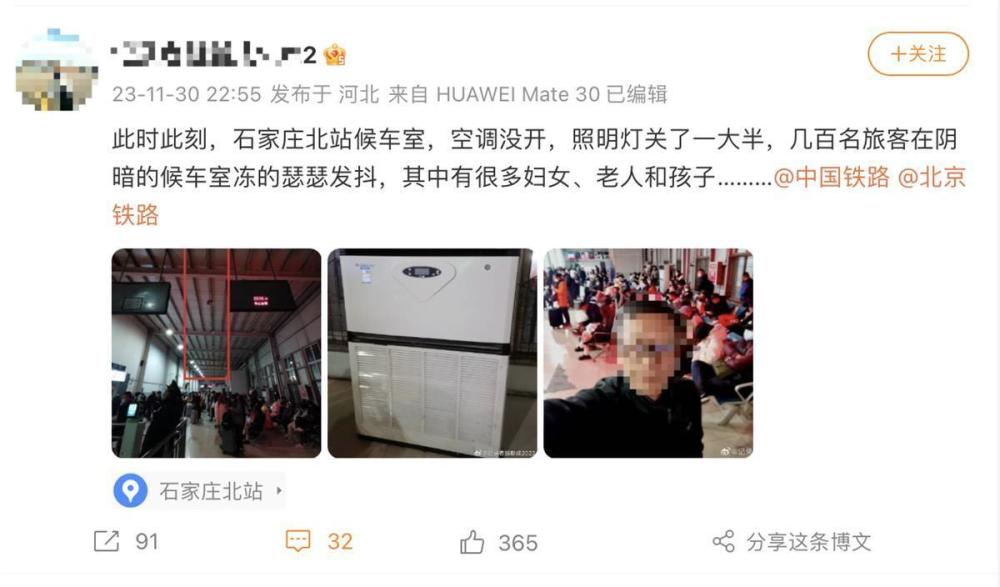 2
+关注
23-11-30 22:55 发布于 河北 来自 HUAWEI Mate 30 已编辑
此时此刻，石家庄北站候车室，空调没开，照明灯关了一大半，几百名旅客在阴
暗的候车室冻的瑟瑟发抖，其中有很多妇女、老人和孩子………@中国铁路 @北京
铁路
石家庄北站
91
32
365
分享这条博文